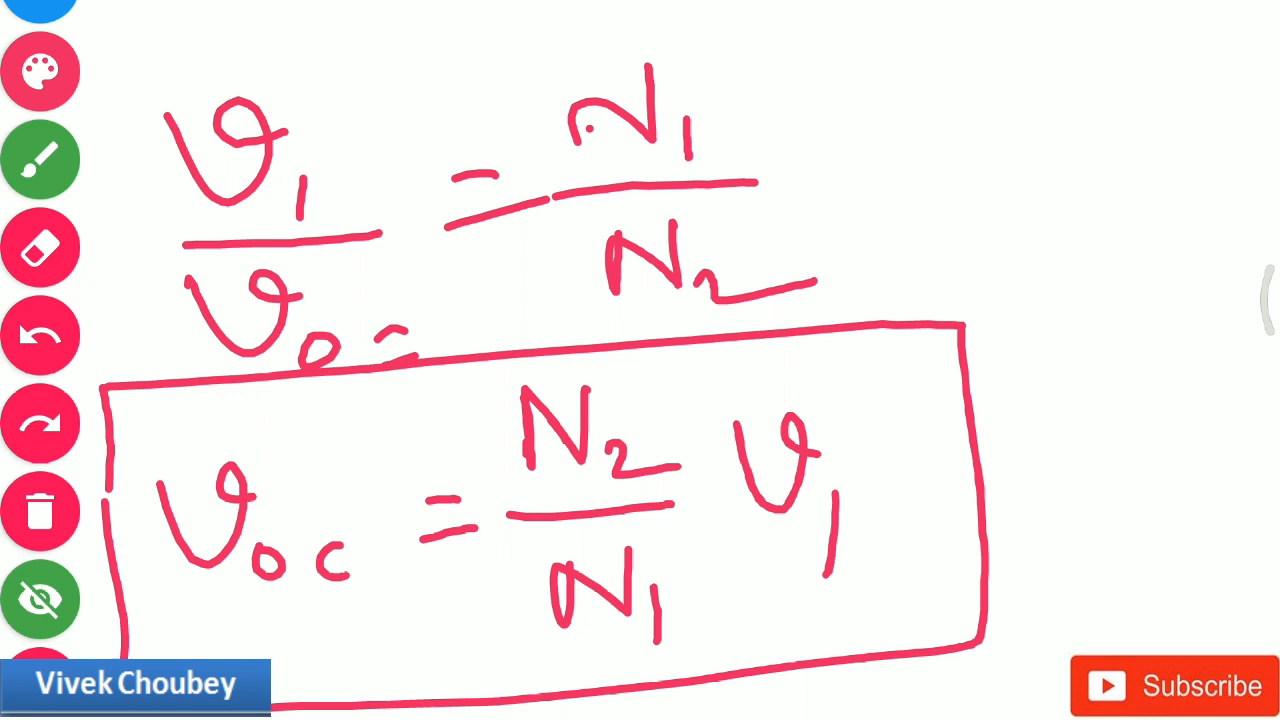 V₁ / V₀c = N₁ / N₂
V₀c = N₂ / N₁ V₁
Vivek Choubey
Subscribe